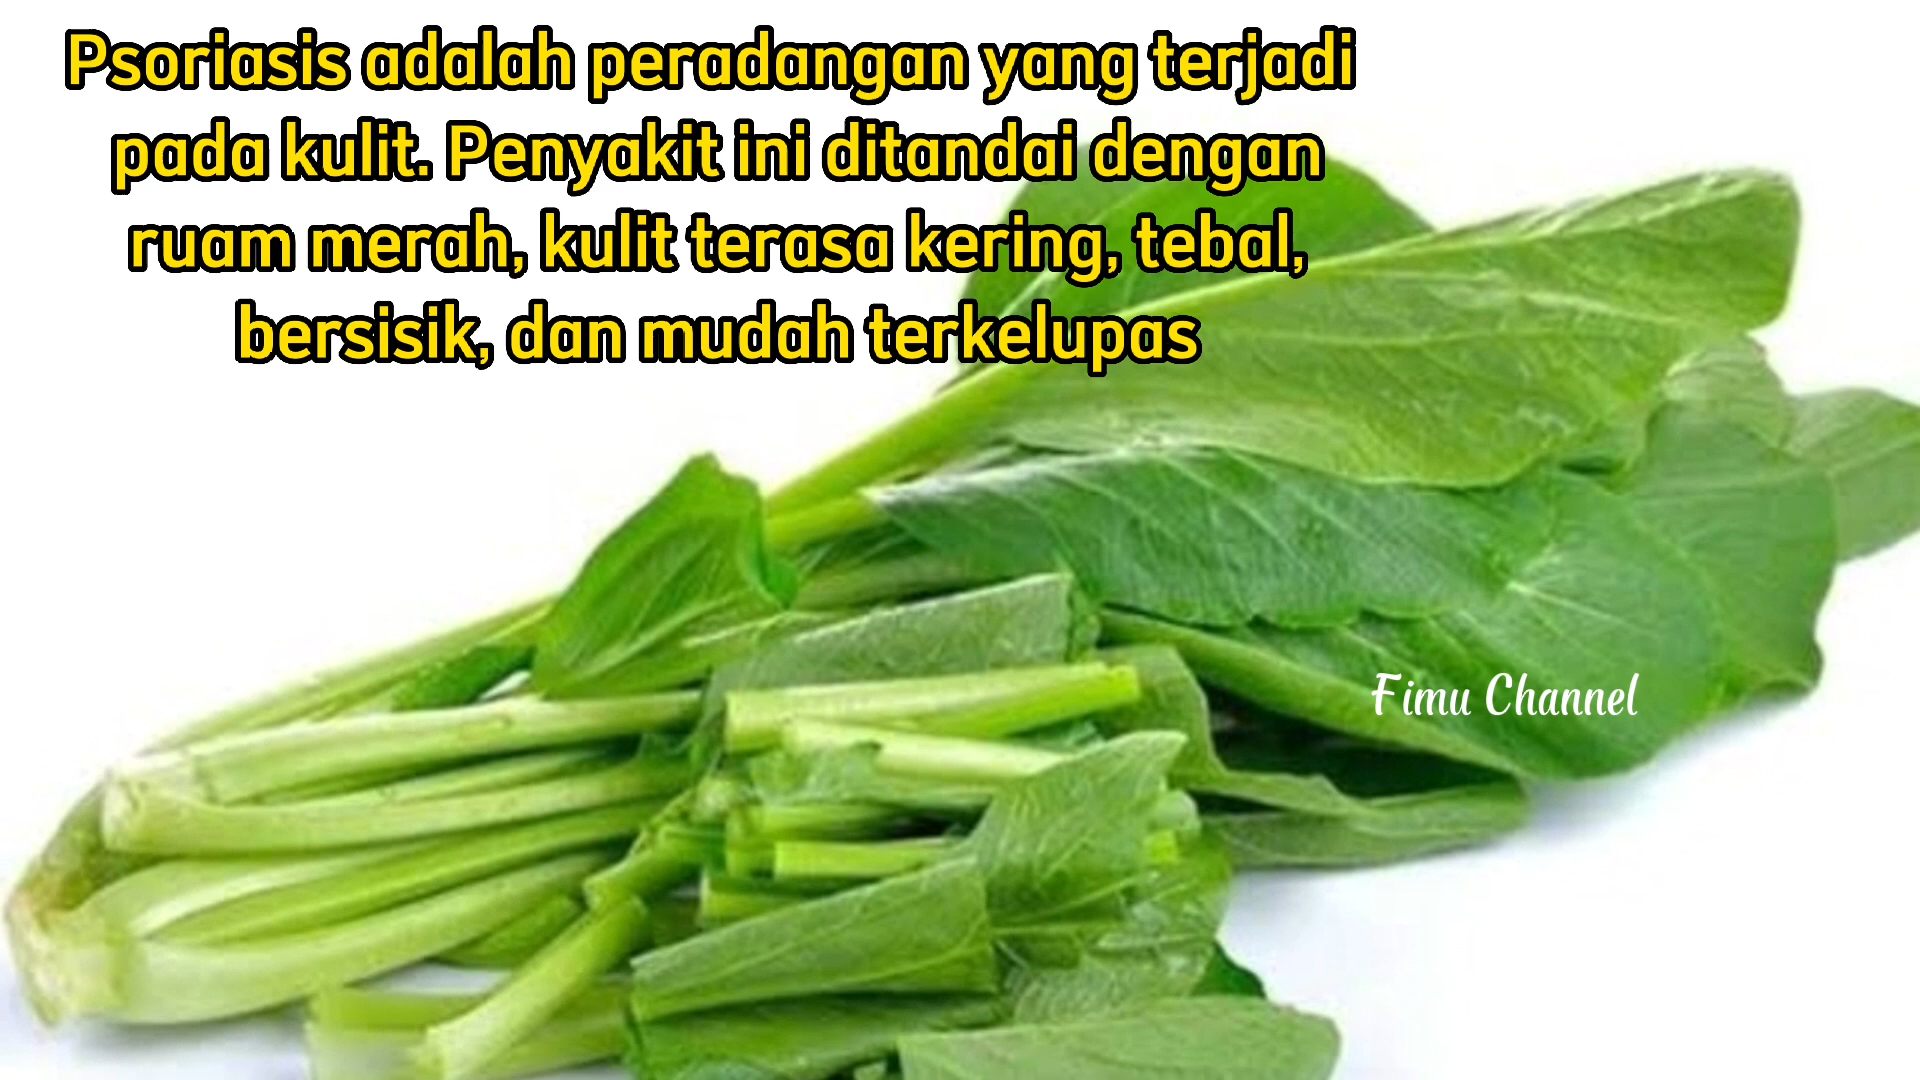 Psoriasis adalah peradangan yang terjadi
pada kulit. Penyakit ini ditandai dengan
ruam merah, kulit terasa kering, tebal,
bersisik, dan mudah terkelupas
Fimu Channel